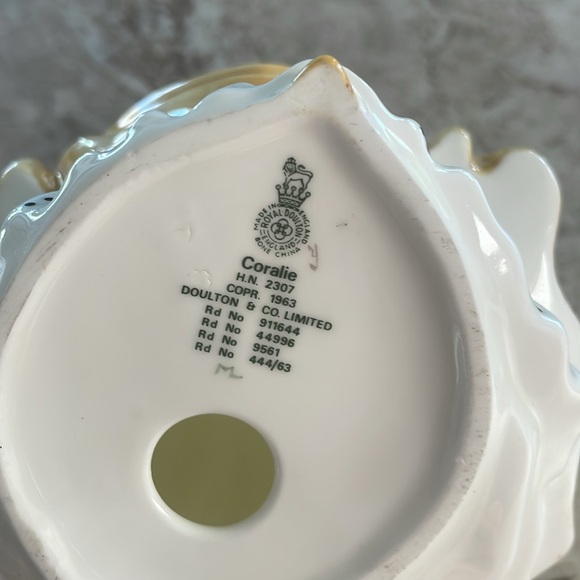 MADE IN ENGLAND
ROYAL DOULTON
ENGLAND
BONE CHINA
Coralie
H.N. 2307
COPR. 1963
DOULTON & CO. LIMITED
Rd No 911644
Rd No 44996
Rd No 9561
Rd No 444/63